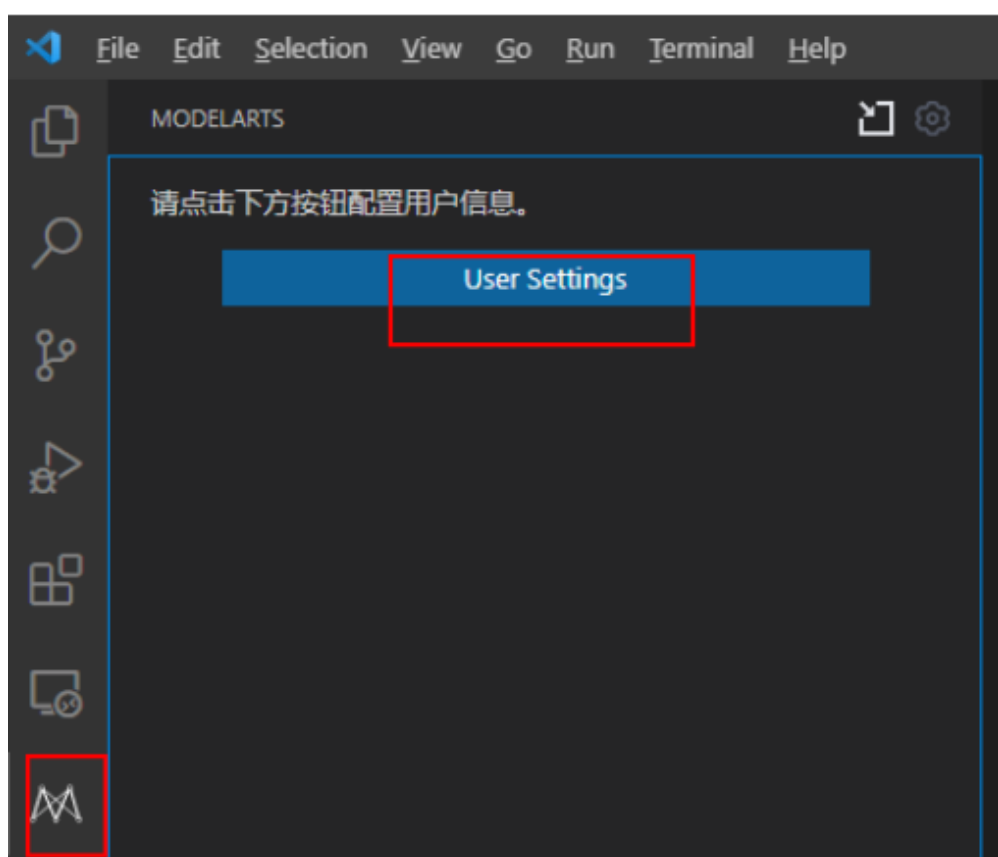 File Edit Selection View Go Run Terminal Help
MODELARTS
请点击下方按钮配置用户信息。
User Settings